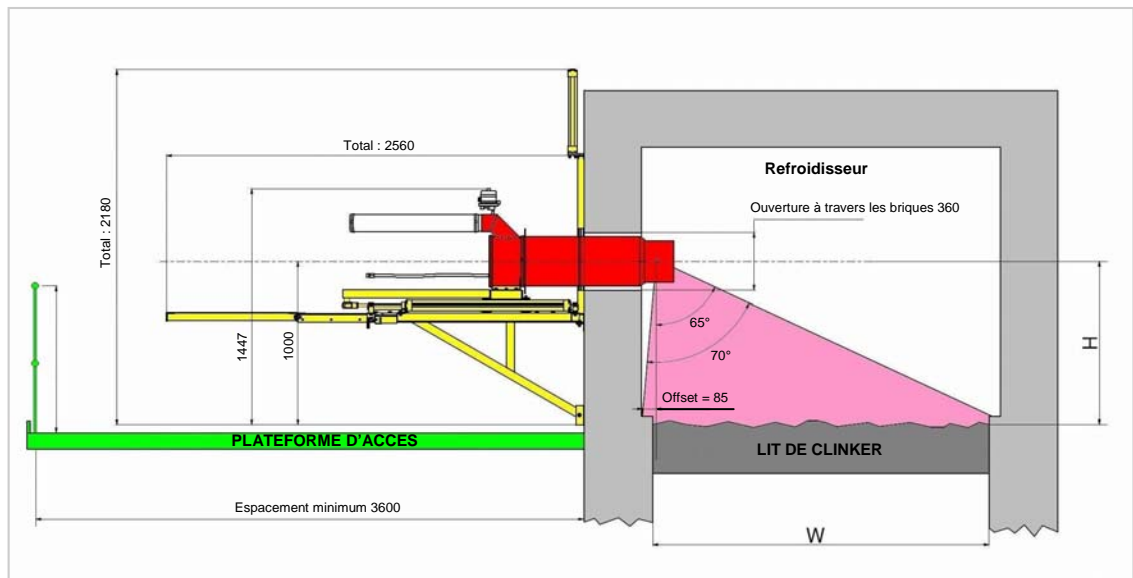 Total : 2560
Refroidisseur
Ouverture à travers les briques 360
Total : 2180
1447
1000
65°
70°
H
Offset = 85
PLATEFORME D'ACCES
LIT DE CLINKER
Espacement minimum 3600
W